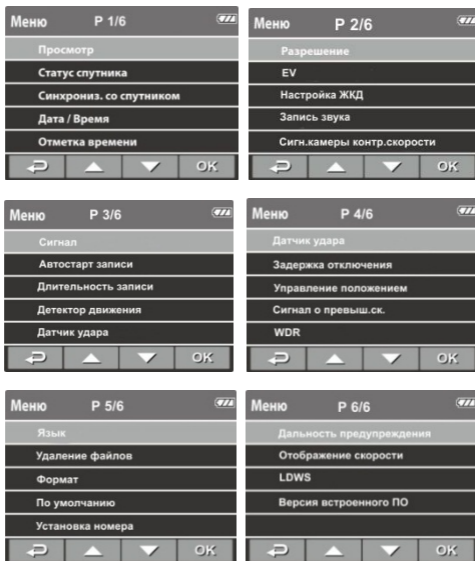 Меню P 1/6
Просмотр
Статус спутника
Синхрониз. со спутником
Дата / Время
Отметка времени
OK
Меню P 2/6
Разрешение
EV
Настройка ЖКД
Запись звука
Сигн.камеры контр.скорости
OK
Меню P 3/6
Сигнал
Автостарт записи
Длительность записи
Детектор движения
Датчик удара
OK
Меню P 4/6
Датчик удара
Задержка отключения
Управление положением
Сигнал о превыш.ск.
WDR
OK
Меню P 5/6
Язык
Удаление файлов
Формат
По умолчанию
Установка номера
OK
Меню P 6/6
Дальность предупреждения
Отображение скорости
LDWS
Версия встроенного ПО
OK